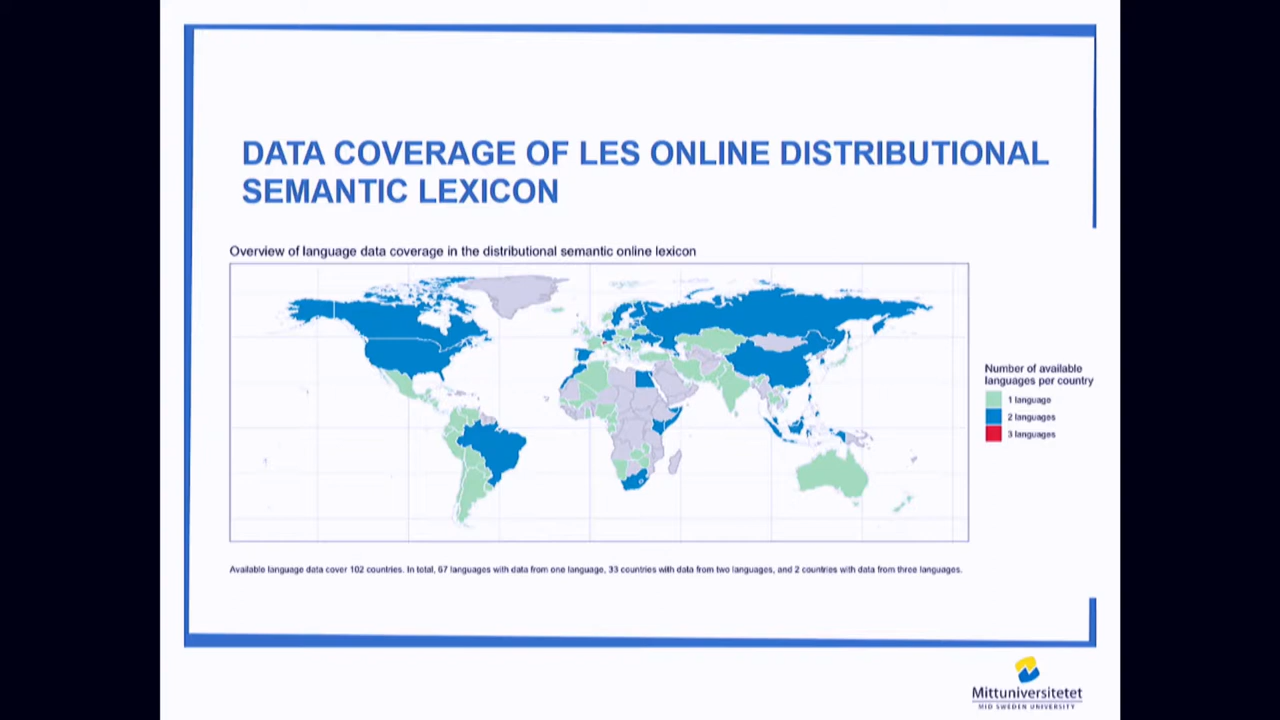 DATA COVERAGE OF LES ONLINE DISTRIBUTIONAL
SEMANTIC LEXICON
Overview of language data coverage in the distributional semantic online lexicon
Number of available
languages per country
1 language
2 languages
3 languages
Available language data cover 102 countries. In total, 67 languages with data from one language, 33 countries with data from two languages, and 2 countries with data from three languages.
Mittuniversitetet
MID SWEDEN UNIVERSITY